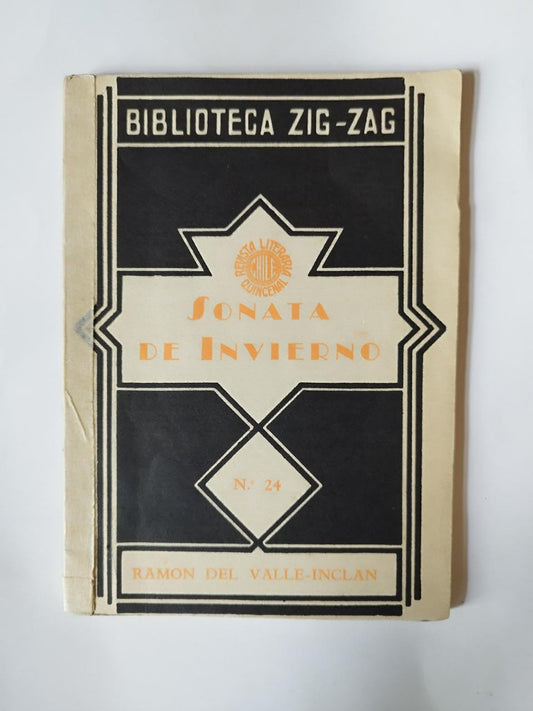 BIBLIOTECA ZIG-ZAG
REVISTA LITERARIA
CHILE
QUINCENAL
SONATA
DE INVIERNO
N.º 24
RAMON DEL VALLE-INCLAN